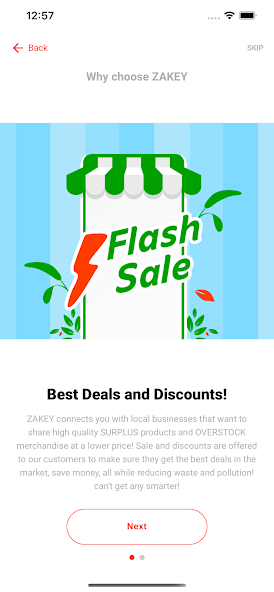 12:57
Back
SKIP
Why choose ZAKEY
Flash
Sale
Best Deals and Discounts!
ZAKEY connects you with local businesses that want to
share high quality SURPLUS products and OVERSTOCK
merchandise at a lower price! Sale and discounts are offered
to our customers to make sure they get the best deals in the
market, save money, all while reducing waste and pollution!
can't get any smarter!
Next